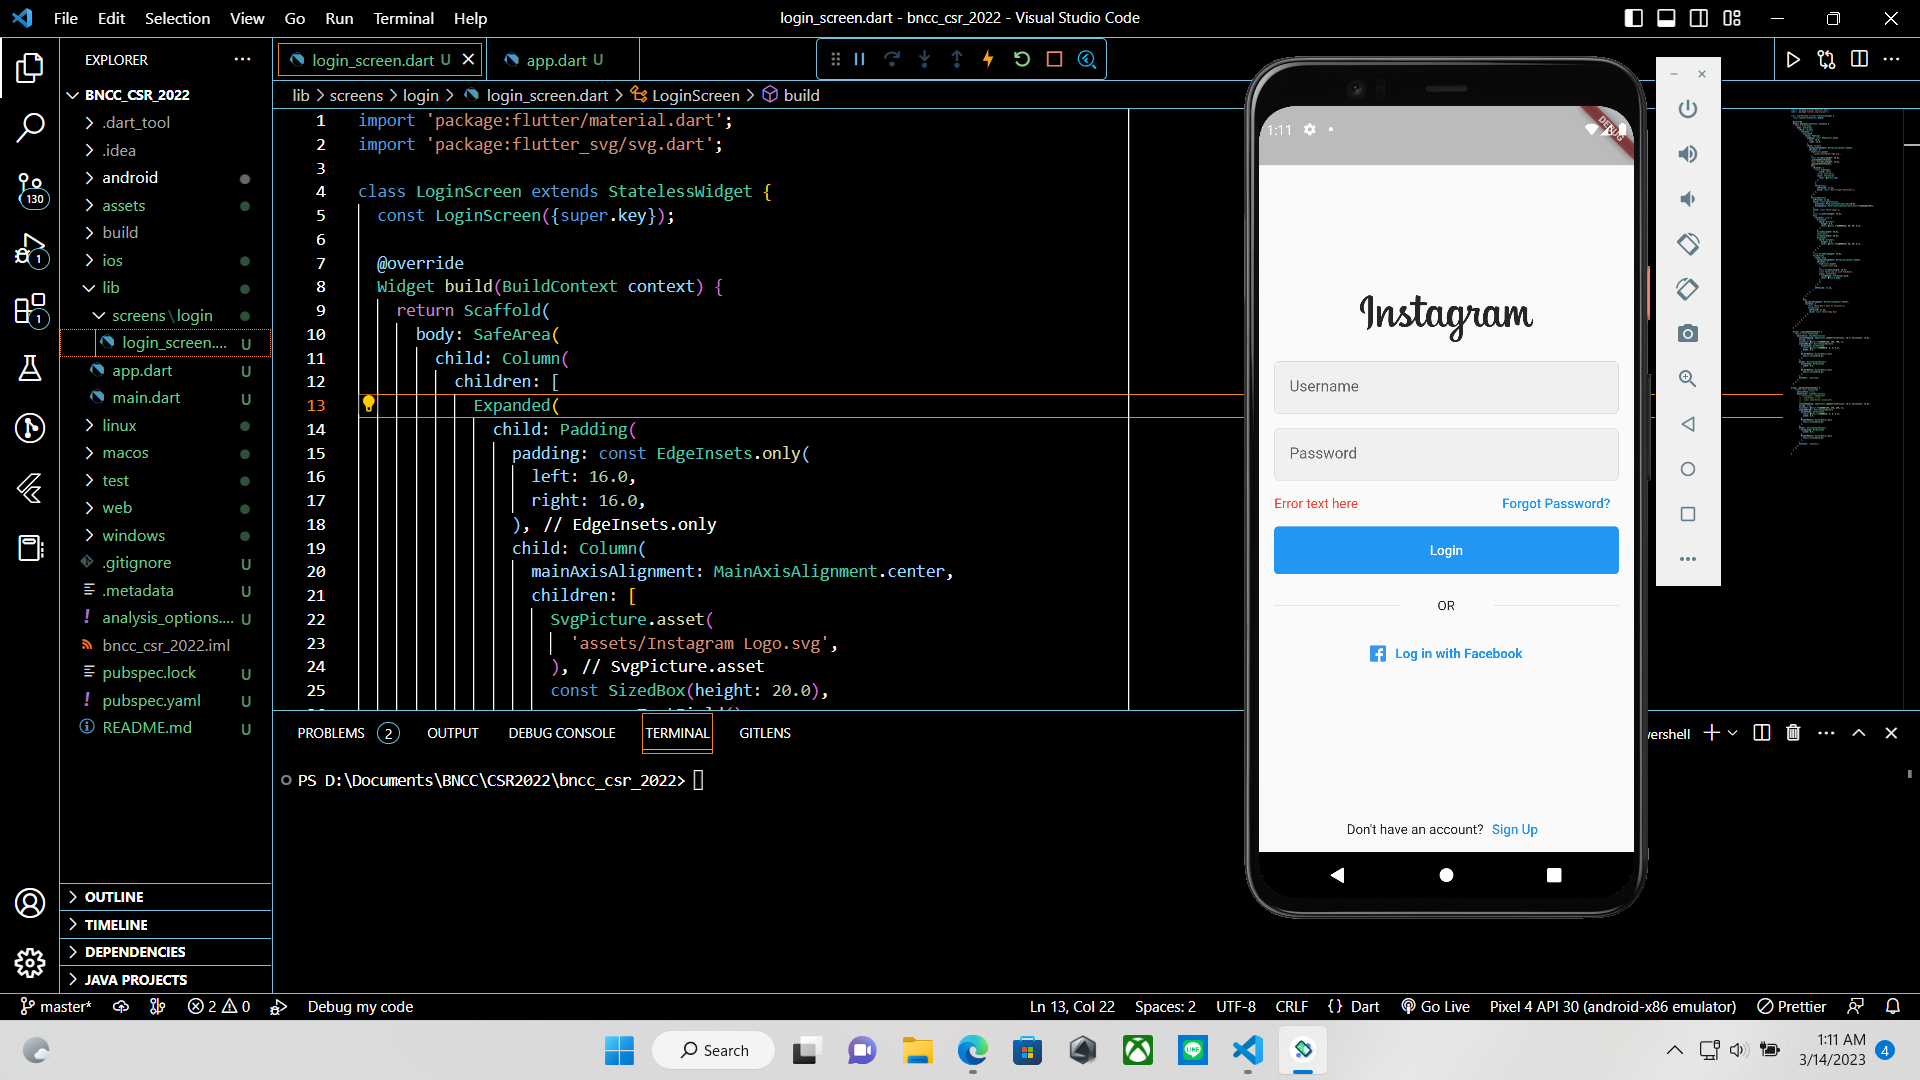 File Edit Selection View Go Run Terminal Help
login_screen.dart - bncc_csr_2022 - Visual Studio Code
EXPLORER
BNCC_CSR_2022
.dart_tool
.idea
android
assets
build
ios
lib
screens\login
login_screen.... U
app.dart U
main.dart U
linux
macos
test
web
windows
.gitignore U
.metadata U
analysis_options.... U
bncc_csr_2022.iml
pubspec.lock U
pubspec.yaml U
README.md U
OUTLINE
TIMELINE
DEPENDENCIES
JAVA PROJECTS
130
1
1
login_screen.dart U
app.dart U
lib > screens > login > login_screen.dart > LoginScreen > build
1 import 'package:flutter/material.dart';
2 import 'package:flutter_svg/svg.dart';
3
4 class LoginScreen extends StatelessWidget {
5 const LoginScreen({super.key});
6
7 @override
8 Widget build(BuildContext context) {
9 return Scaffold(
10 body: SafeArea(
11 child: Column(
12 children: [
13 Expanded(
14 child: Padding(
15 padding: const EdgeInsets.only(
16 left: 16.0,
17 right: 16.0,
18 ), // EdgeInsets.only
19 child: Column(
20 mainAxisAlignment: MainAxisAlignment.center,
21 children: [
22 SvgPicture.asset(
23 'assets/Instagram Logo.svg',
24 ), // SvgPicture.asset
25 const SizedBox(height: 20.0),
PROBLEMS 2 OUTPUT DEBUG CONSOLE TERMINAL GITLENS
PS D:\Documents\BNCC\CSR2022\bncc_csr_2022>
1:11
DEBUG
Instagram
Username
Password
Error text here Forgot Password?
Login
OR
Log in with Facebook
Don't have an account? Sign Up
master* 2 0 Debug my code
Ln 13, Col 22 Spaces: 2 UTF-8 CRLF {} Dart Go Live Pixel 4 API 30 (android-x86 emulator) Prettier
Search
LINE
1:11 AM
3/14/2023
4